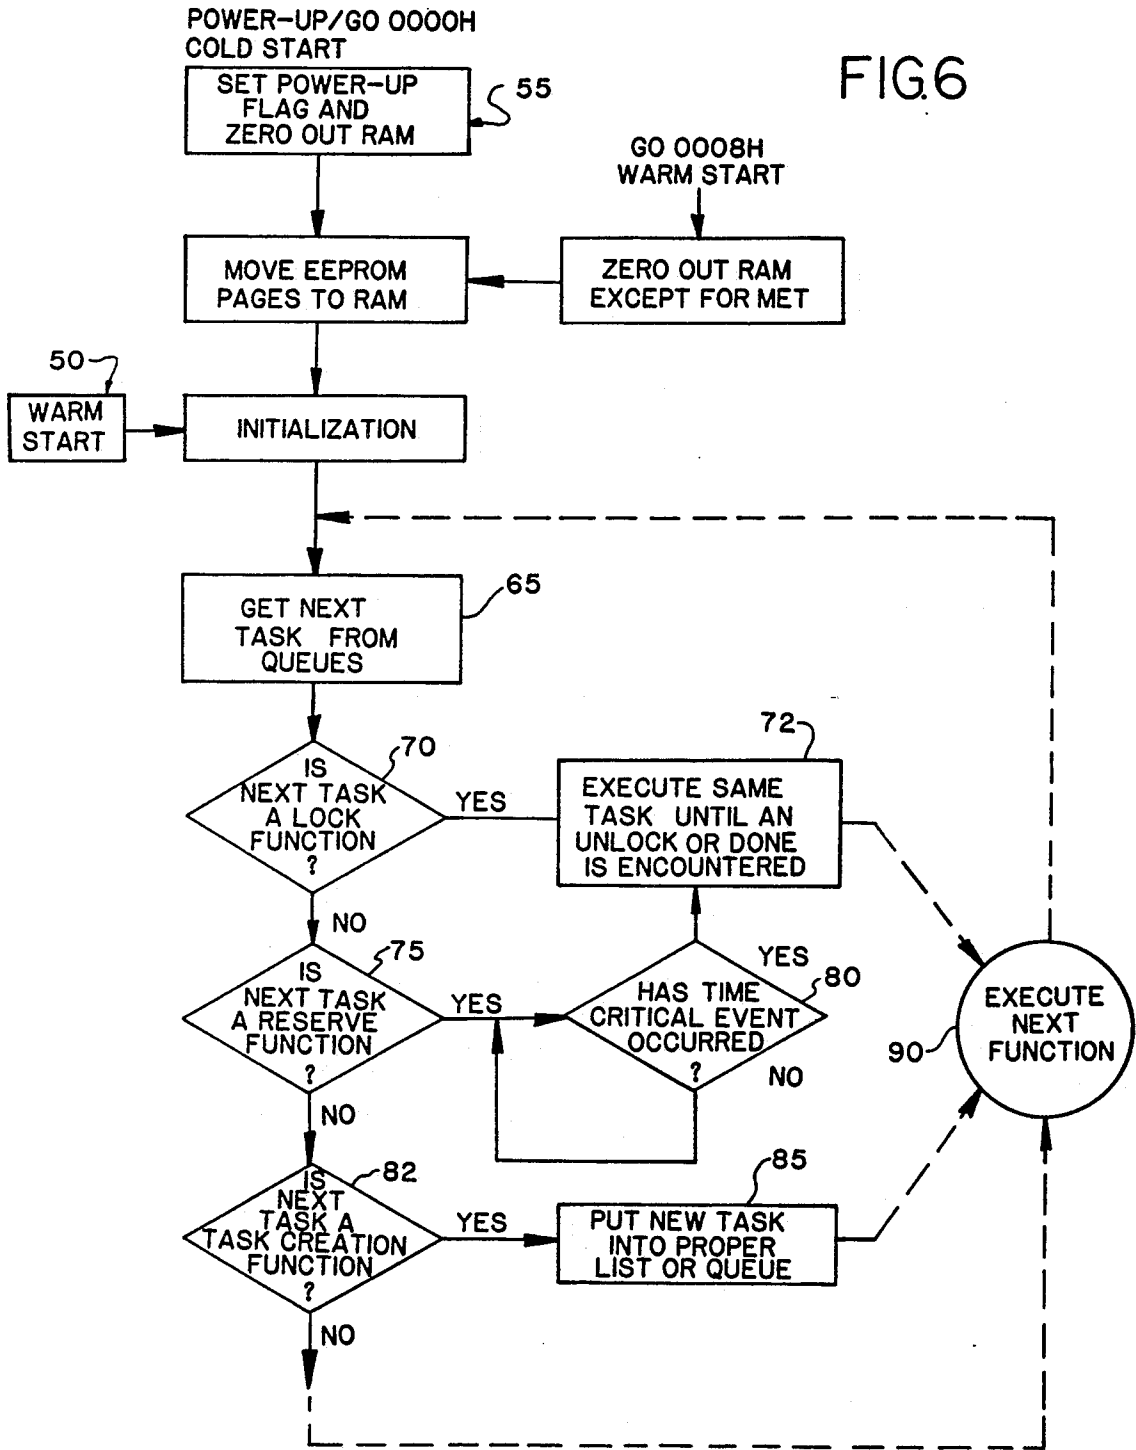 POWER-UP/GO 0000H
COLD START
FIG.6
SET POWER-UP
FLAG AND
ZERO OUT RAM
55
GO 0008H
WARM START
MOVE EEPROM
PAGES TO RAM
ZERO OUT RAM
EXCEPT FOR MET
50
WARM
START
INITIALIZATION
65
GET NEXT
TASK FROM
QUEUES
70
IS
NEXT TASK
A LOCK
FUNCTION
?
YES
72
EXECUTE SAME
TASK UNTIL AN
UNLOCK OR DONE
IS ENCOUNTERED
NO
75
IS
NEXT TASK
A RESERVE
FUNCTION
?
YES
YES
80
HAS TIME
CRITICAL EVENT
OCCURRED
?
NO
EXECUTE
NEXT
FUNCTION
90
NO
82
IS
NEXT
TASK A
TASK CREATION
FUNCTION
?
YES
85
PUT NEW TASK
INTO PROPER
LIST OR QUEUE
NO